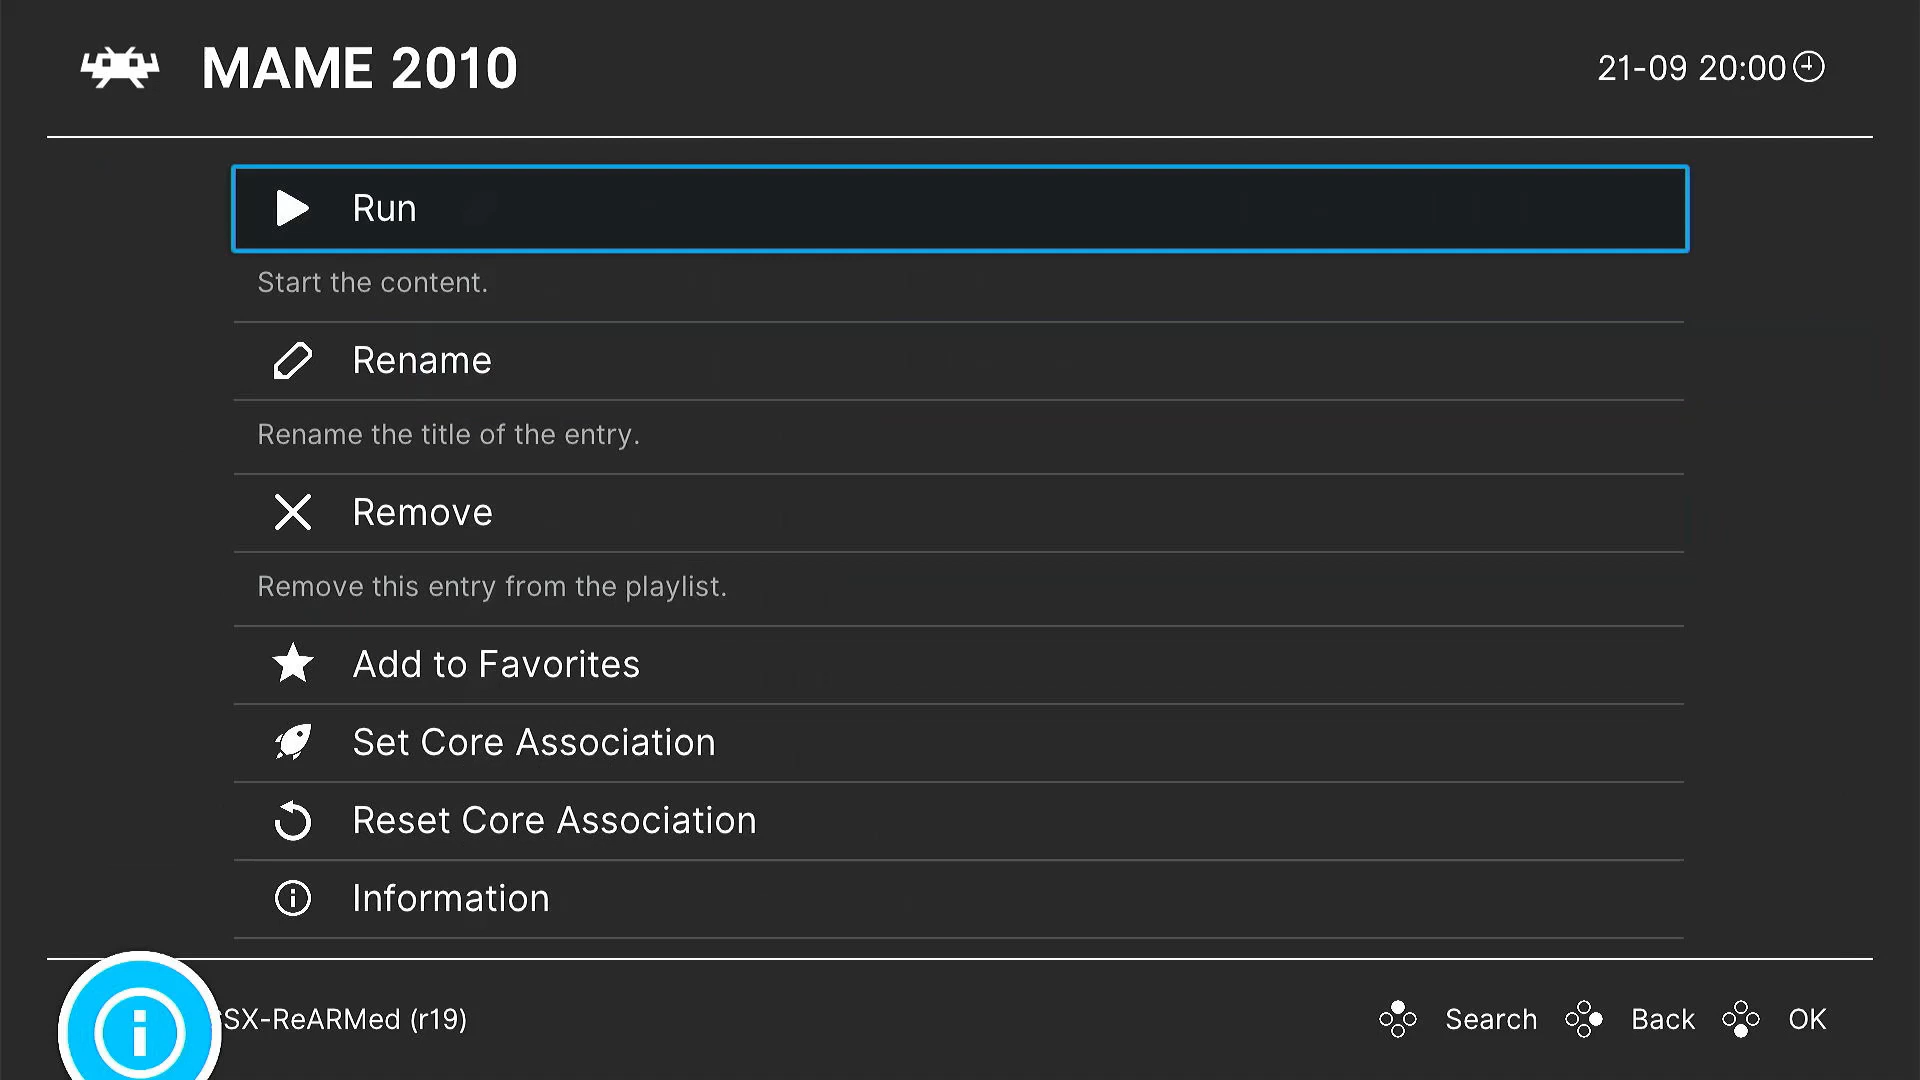 MAME 2010
21-09 20:00
Run
Start the content.
Rename
Rename the title of the entry.
Remove
Remove this entry from the playlist.
Add to Favorites
Set Core Association
Reset Core Association
Information
SX-ReARMed (r19)
Search Back OK